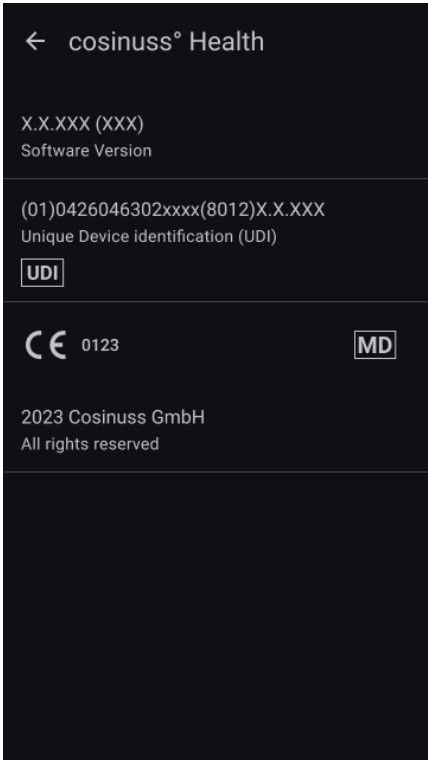 cosinuss° Health
X.X.XXX (XXX)
Software Version
(01)0426046302xxxx(8012)X.X.XXX
Unique Device identification (UDI)
UDI
CE 0123
MD
2023 Cosinuss GmbH
All rights reserved